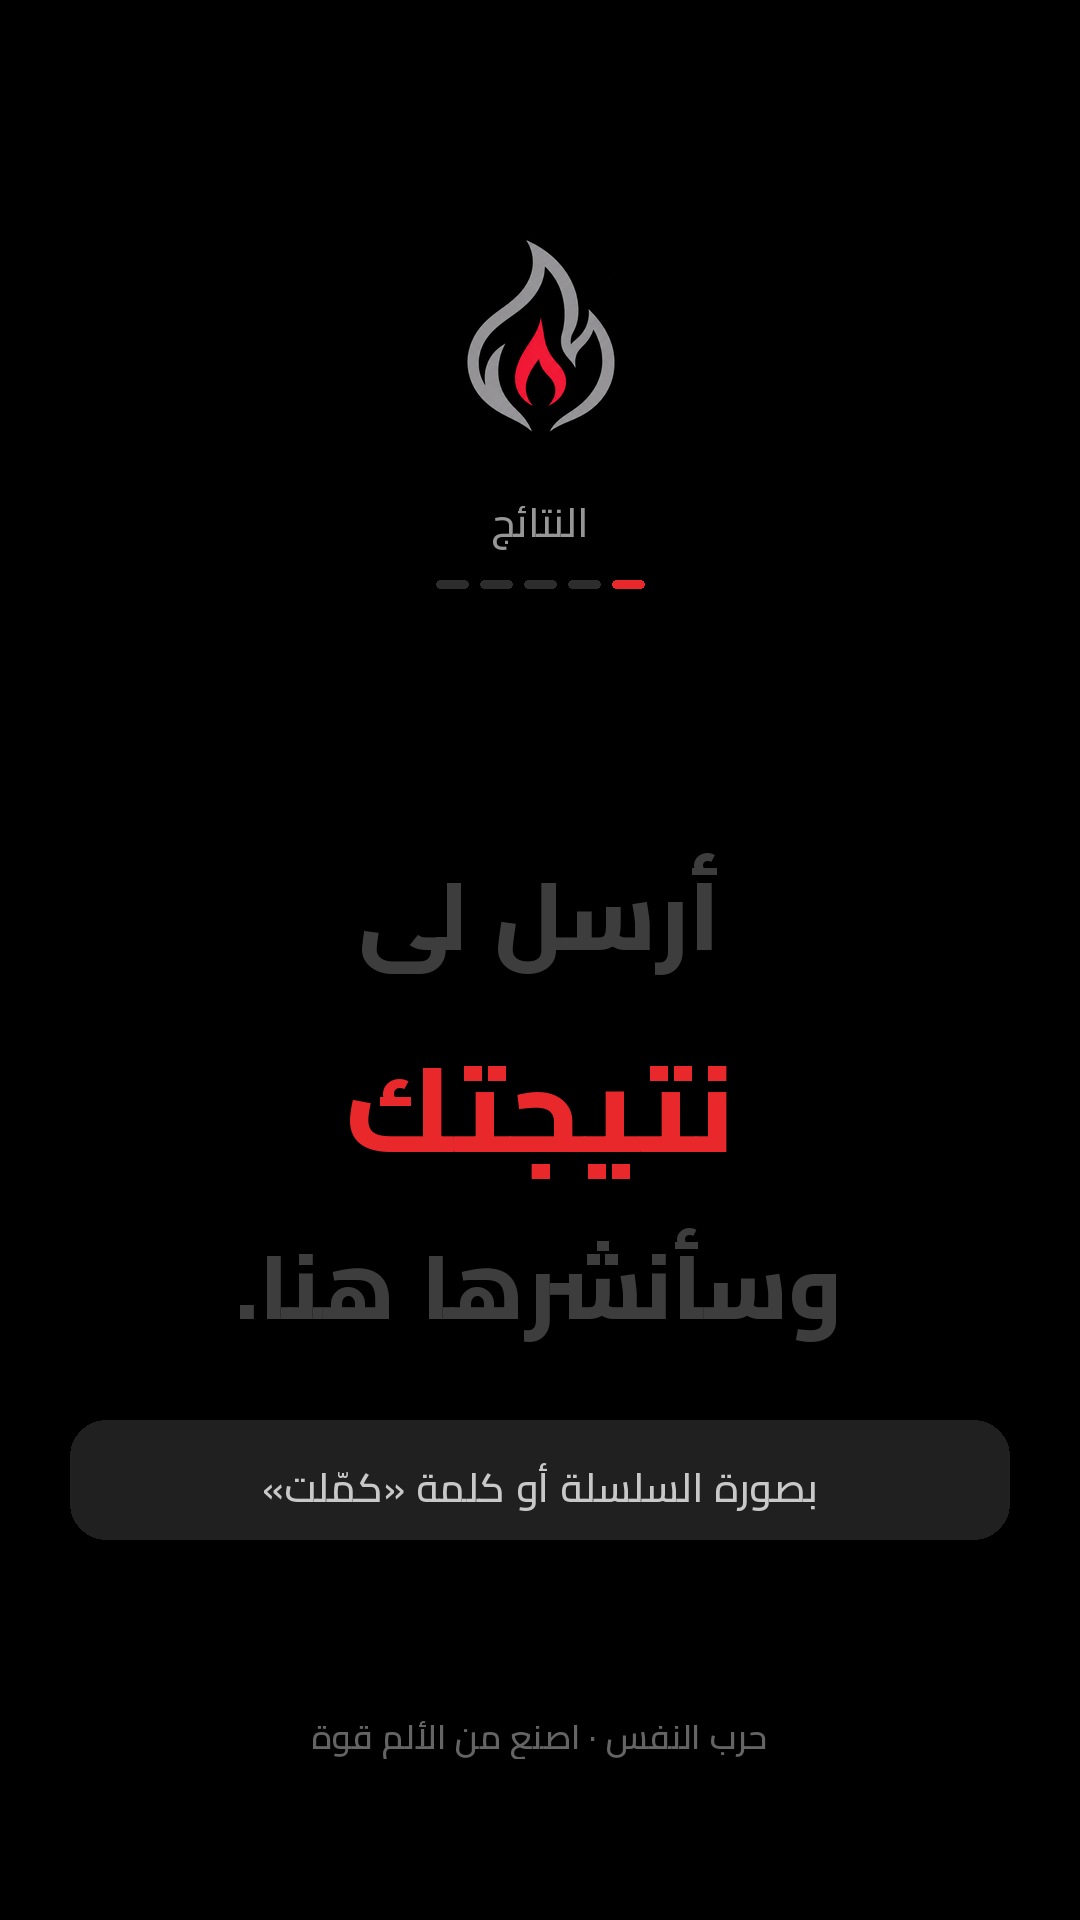 النتائج
أرسل لى
نتيجتك
وسأنشرها هنا.
بصورة السلسلة أو كلمة «كمّلت»
حرب النفس · اصنع من الألم قوة